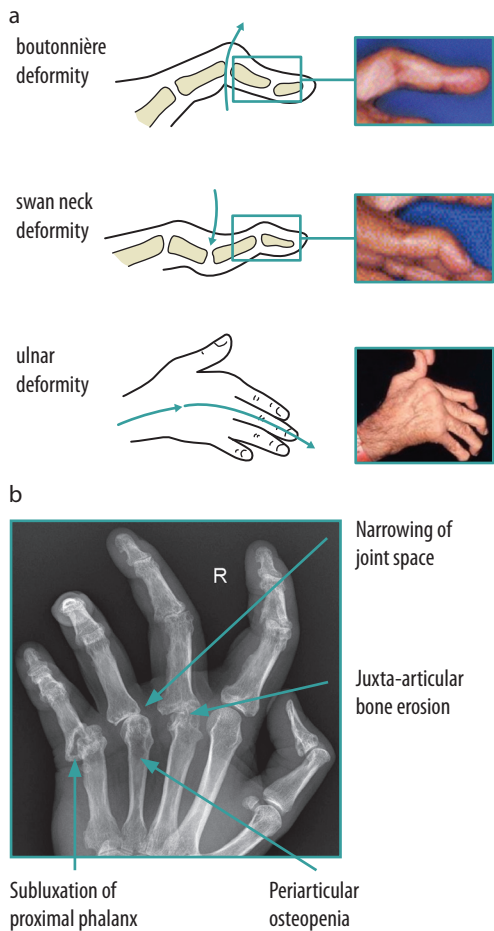 a
boutonnière
deformity
swan neck
deformity
ulnar
deformity
b
R
Narrowing of
joint space
Juxta-articular
bone erosion
Subluxation of
proximal phalanx
Periarticular
osteopenia